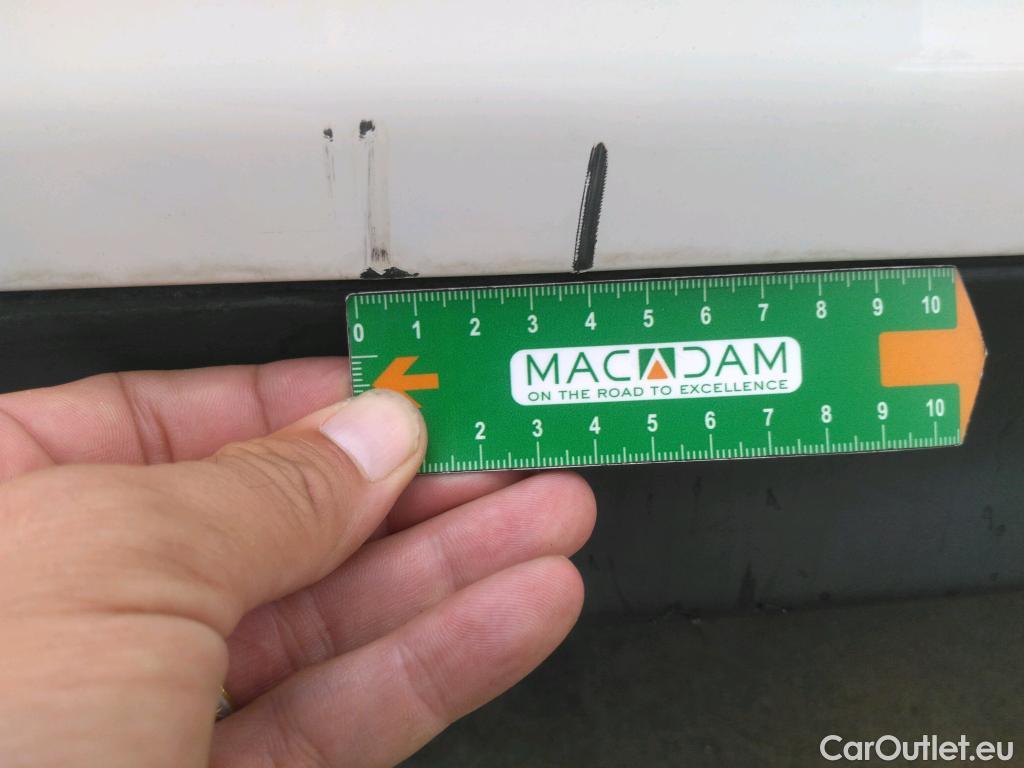 0 1 2 3 4 5 6 7 8 9 10
MACADAM
ON THE ROAD TO EXCELLENCE
2 3 4 5 6 7 8 9 10
CarOutlet.eu